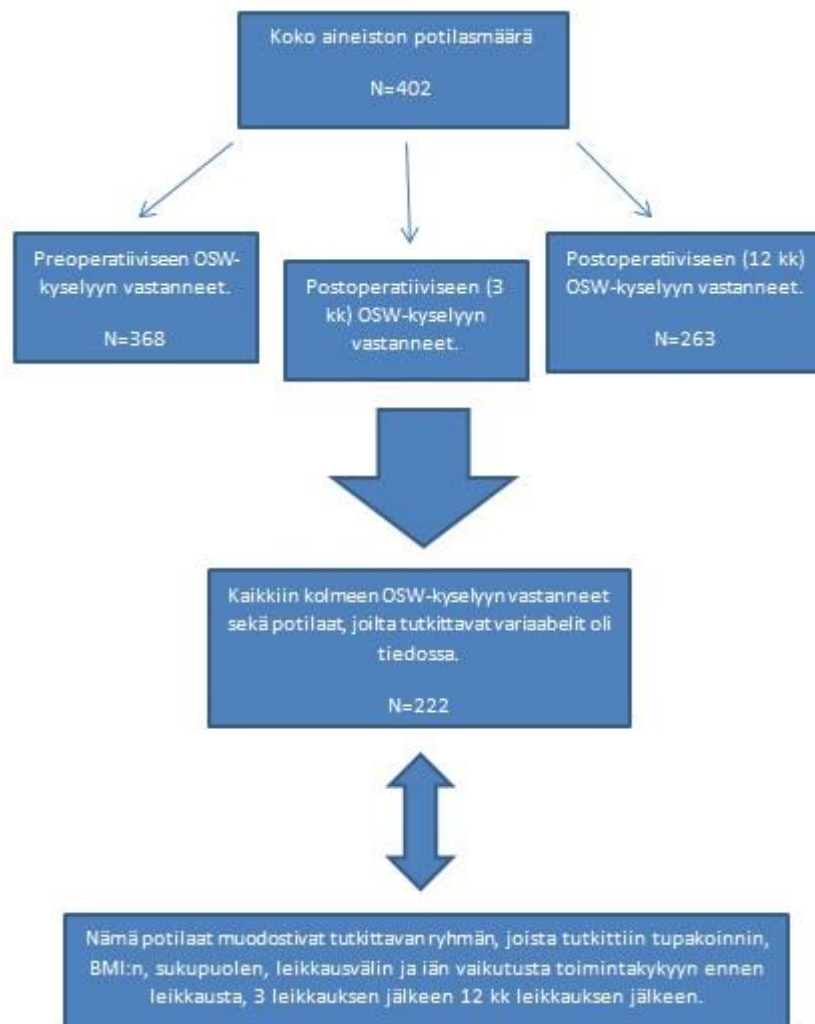 Koko aineiston potilasmäärä
N=402
Preoperatiiviseen OSW-
kyselyyn vastanneet.
N=368
Postoperatiiviseen (3
kk) OSW-kyselyyn
vastanneet.
Postoperatiiviseen (12 kk)
OSW-kyselyyn vastanneet.
N=263
Kaikkiin kolmeen OSW-kyselyyn vastanneet
sekä potilaat, joilta tutkittavat variaabelit oli
tiedossa.
N=222
Nämä potilaat muodostivat tutkittavan ryhmän, joista tutkittiin tupakoinnin,
BMI:n, sukupuolen, leikkausvälin ja iän vaikutusta toimintakykyyn ennen
leikkausta, 3 leikkauksen jälkeen 12 kk leikkauksen jälkeen.